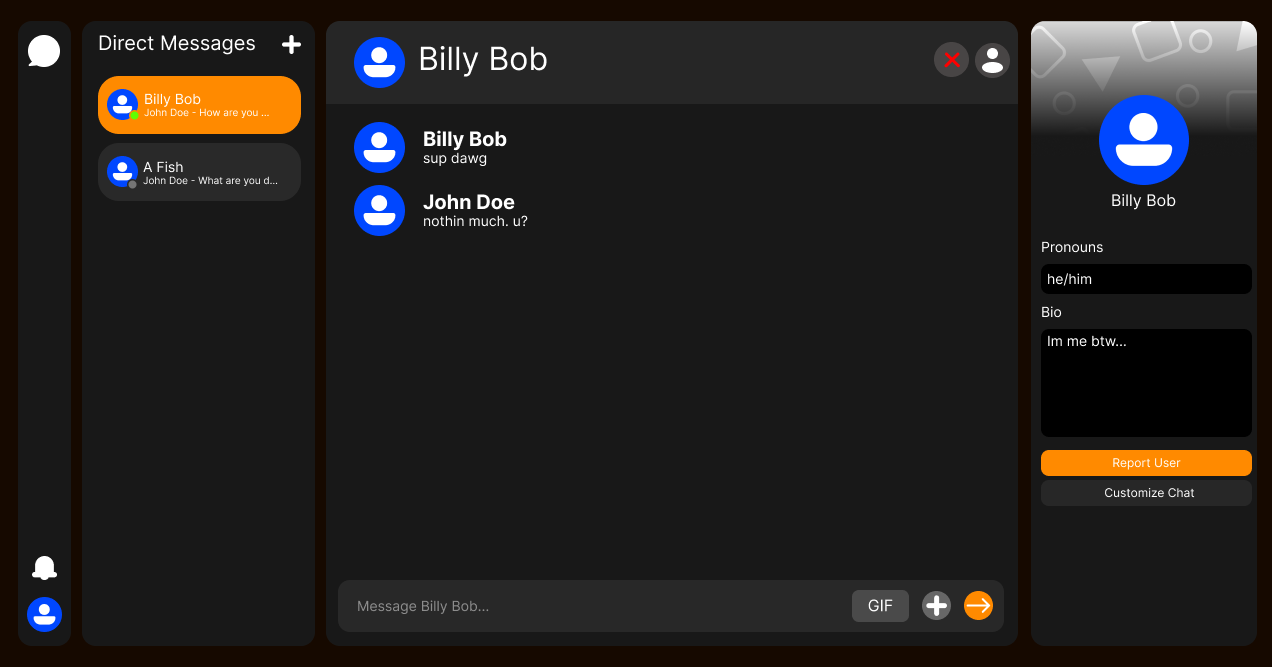 Direct Messages
Billy Bob
John Doe - How are you ...
A Fish
John Doe - What are you d...
Billy Bob
Billy Bob
sup dawg
John Doe
nothin much. u?
Message Billy Bob...
GIF
Billy Bob
Pronouns
he/him
Bio
Im me btw...
Report User
Customize Chat